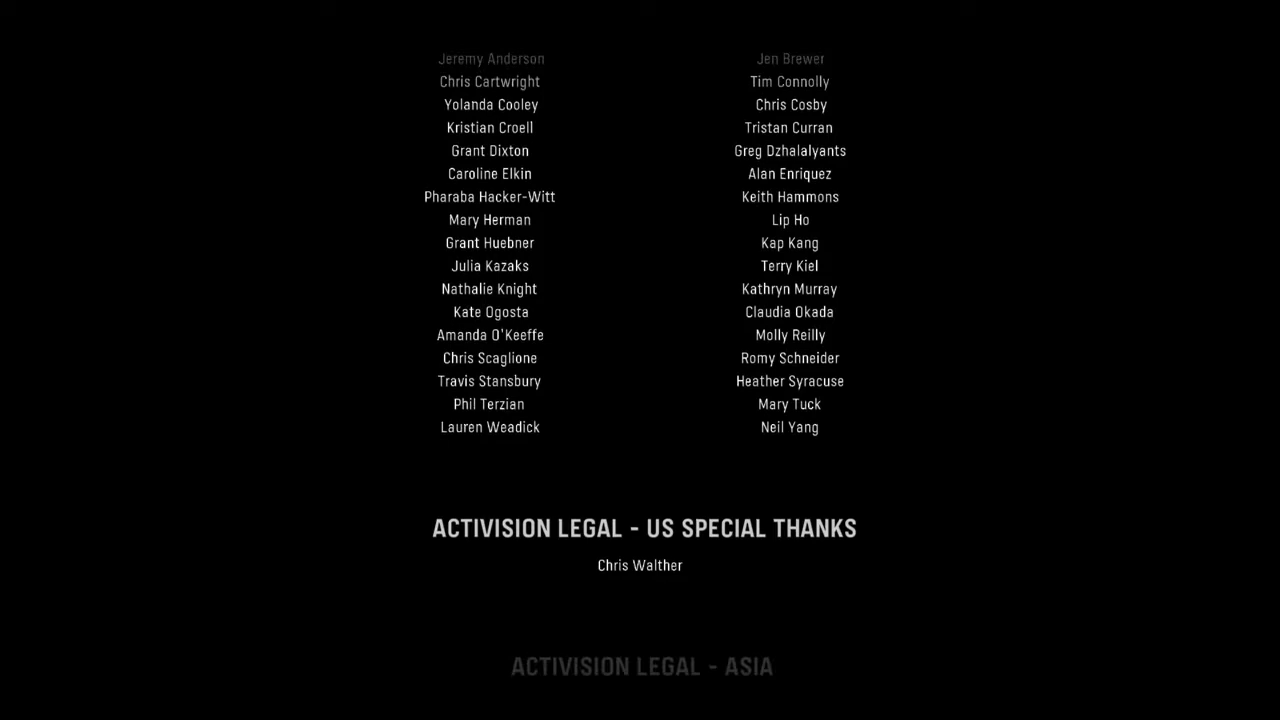 Jeremy Anderson Jen Brewer
Chris Cartwright Tim Connolly
Yolanda Cooley Chris Cosby
Kristian Croell Tristan Curran
Grant Dixton Greg Dzhalalyants
Caroline Elkin Alan Enriquez
Pharaba Hacker-Witt Keith Hammons
Mary Herman Lip Ho
Grant Huebner Kap Kang
Julia Kazaks Terry Kiel
Nathalie Knight Kathryn Murray
Kate Ogosta Claudia Okada
Amanda O'Keeffe Molly Reilly
Chris Scaglione Romy Schneider
Travis Stansbury Heather Syracuse
Phil Terzian Mary Tuck
Lauren Weadick Neil Yang
ACTIVISION LEGAL - US SPECIAL THANKS
Chris Walther
ACTIVISION LEGAL - ASIA